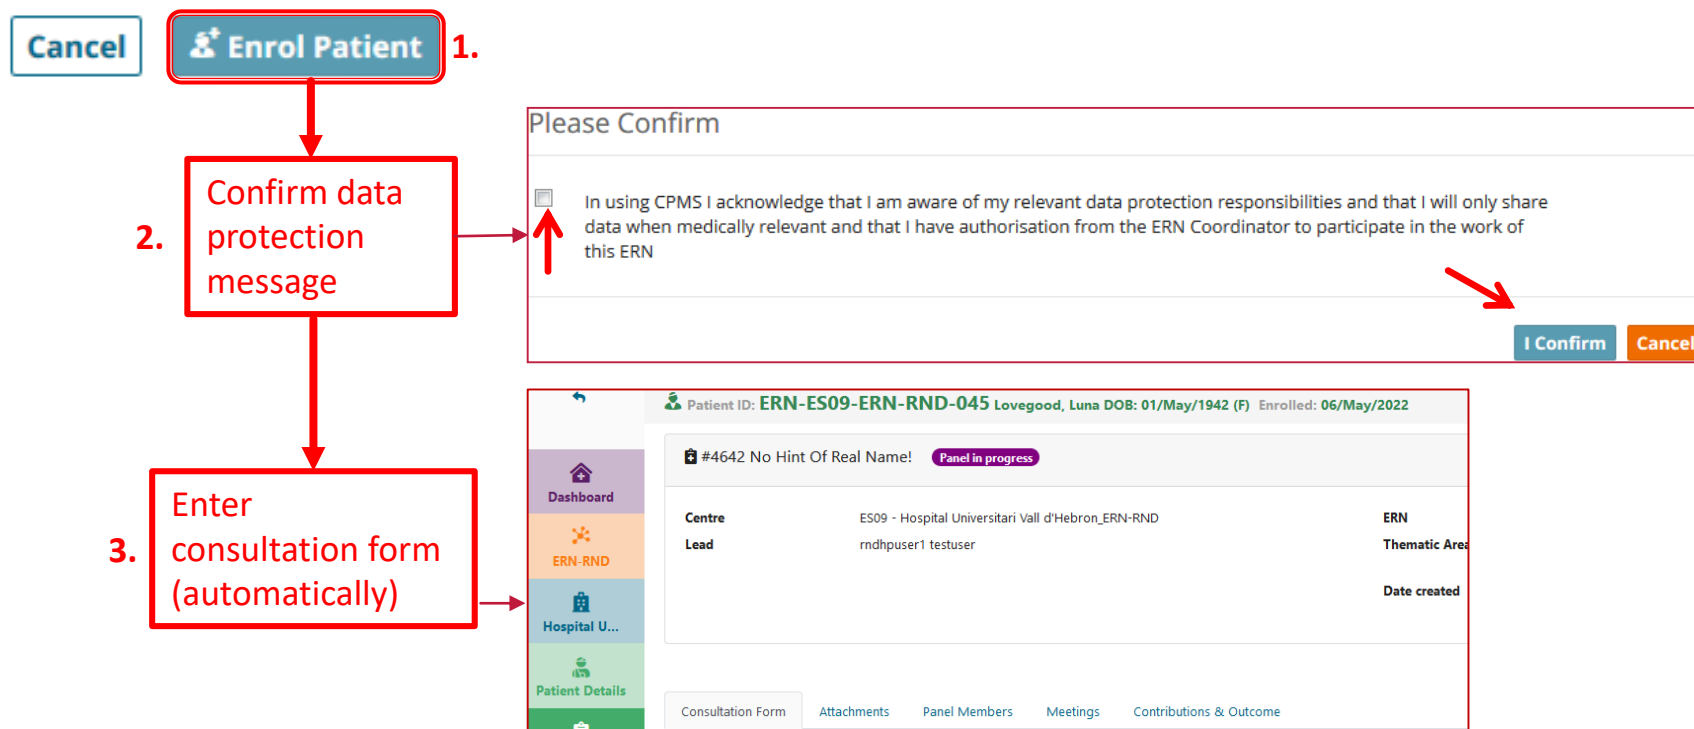 Cancel
Enrol Patient
1.
Confirm data
protection
message
2.
Please Confirm
In using CPMS I acknowledge that I am aware of my relevant data protection responsibilities and that I will only share
data when medically relevant and that I have authorisation from the ERN Coordinator to participate in the work of
this ERN
I Confirm
Cancel
Enter
consultation form
(automatically)
3.
Patient ID: ERN-ES09-ERN-RND-045 Lovegood, Luna DOB: 01/May/1942 (F) Enrolled: 06/May/2022
#4642 No Hint Of Real Name! Panel in progress
Dashboard
ERN-RND
Hospital U...
Patient Details
Centre ES09 - Hospital Universitari Vall d'Hebron_ERN-RND ERN
Lead rndhpuser1 testuser Thematic Area
Date created
Consultation Form Attachments Panel Members Meetings Contributions & Outcome